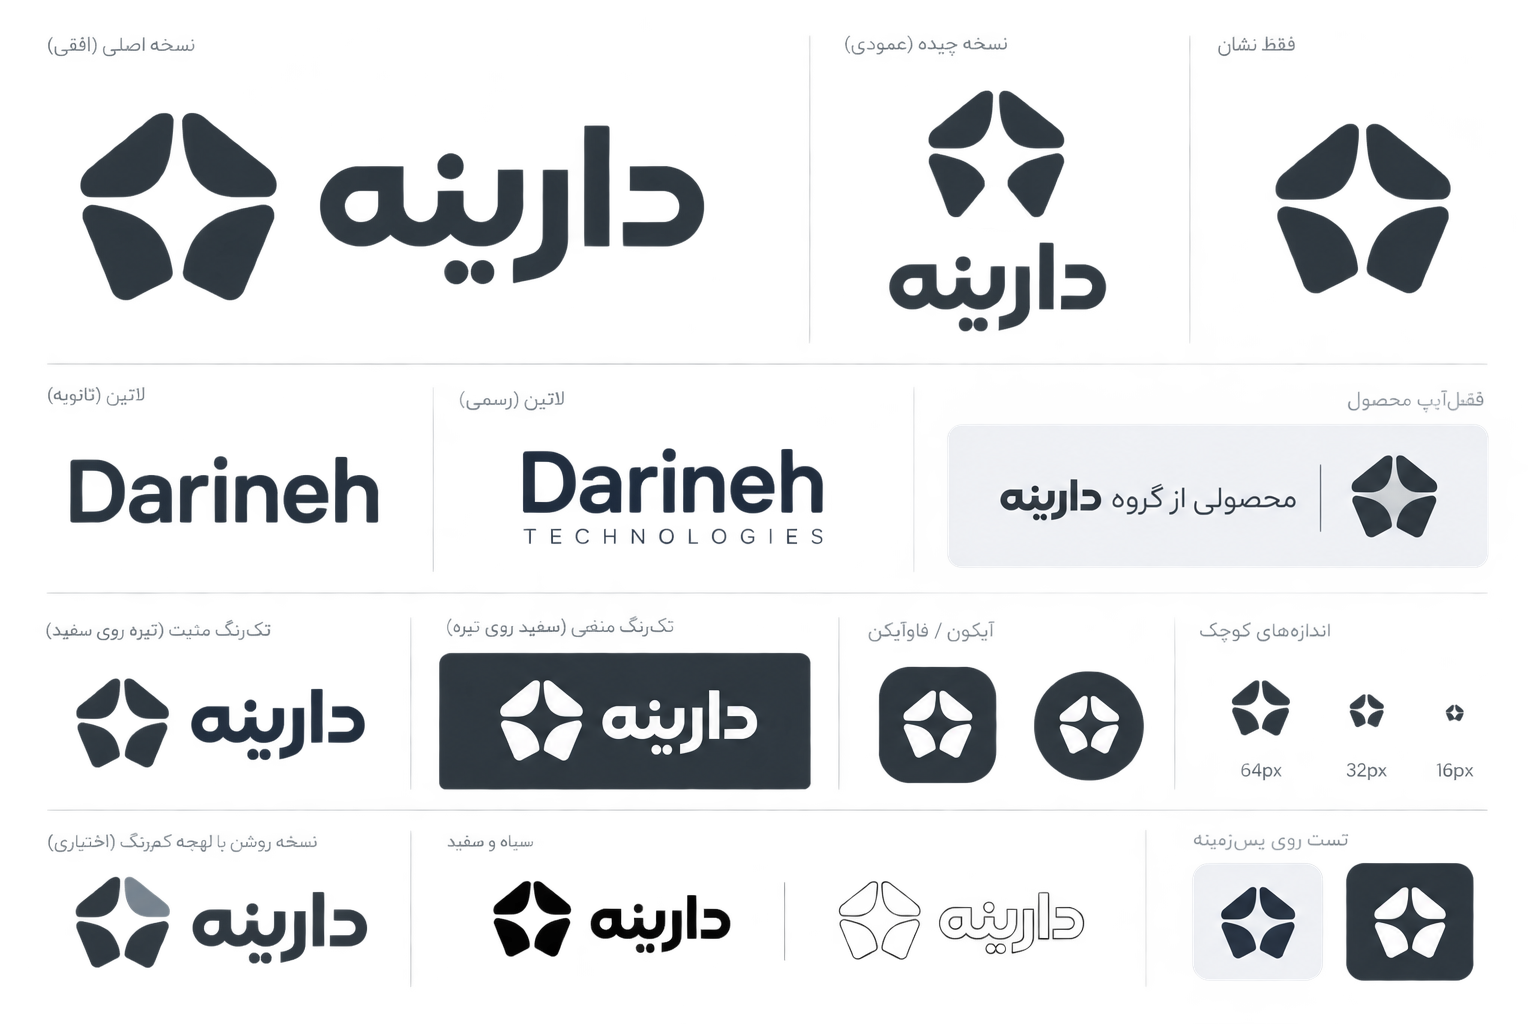 نسخه اصلی (افقی)
دارینه
نسخه چیده (عمودی)
دارینه
فقط نشان
لاتین (ثانویه)
Darineh
لاتین (رسمی)
Darineh
TECHNOLOGIES
محصول
محصولی از گروه دارینه
تک‌رنگ مثبت (تیره روی سفید)
دارینه
تک‌رنگ منفی (سفید روی تیره)
دارینه
آیکون / فاوآیکن
اندازه‌های کوچک
64px
32px
16px
نسخه روشن با لهجه کم‌رنگ (اختیاری)
دارینه
سیاه و سفید
دارینه
دارینه
تست روی پس‌زمینه